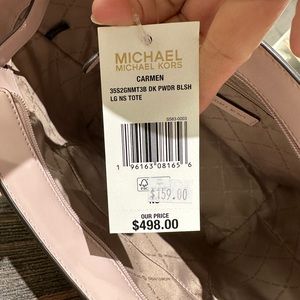 MICHAEL
MICHAEL KORS
CARMEN
35S2GNMT3B DK PWDR BLSH
LG NS TOTE
1 96163 08165 6
FSC
$159.00
OUR PRICE
$498.00